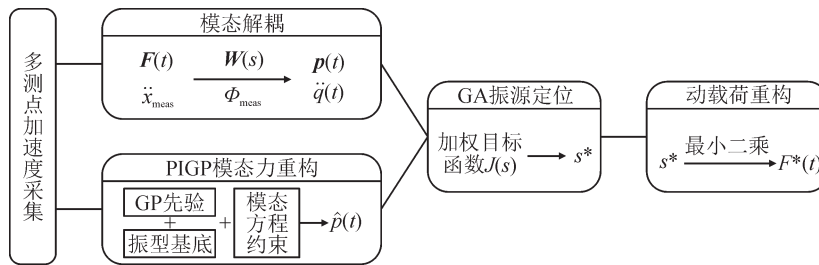 多测点加速度采集
模态解耦
F(t) W(s) p(t)
ẍmeas Φmeas q̈(t)
PIGP模态力重构
GP先验
+
振型基底
+
模态方程约束
p̂(t)
GA振源定位
加权目标
函数J(s) s*
动载荷重构
最小二乘
s* F*(t)